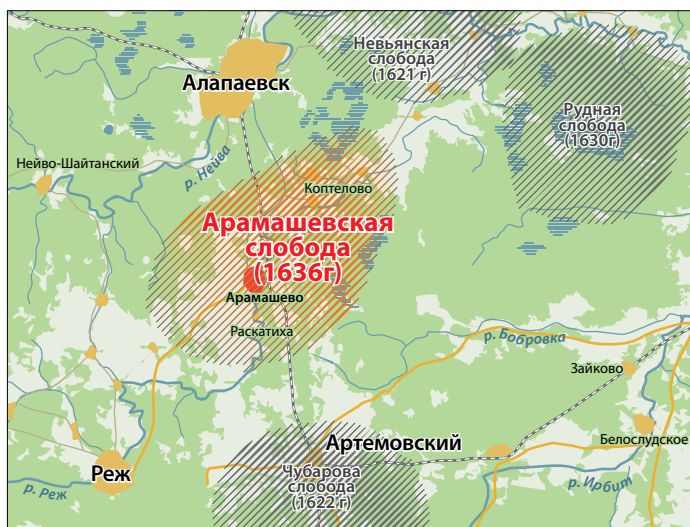 Невьянская
слобода
(1621 г)
Алапаевск
Рудная
слобода
(1630г)
Нейво-Шайтанский
р. Нейва
Коптелово
Арамашевская
слобода
(1636г)
Арамашево
Раскатиха
р. Бобровка
Зайково
Артемовский
Белослудское
Реж
Чубарова
слобода
(1622 г)
р. Реж
р. Ирбит